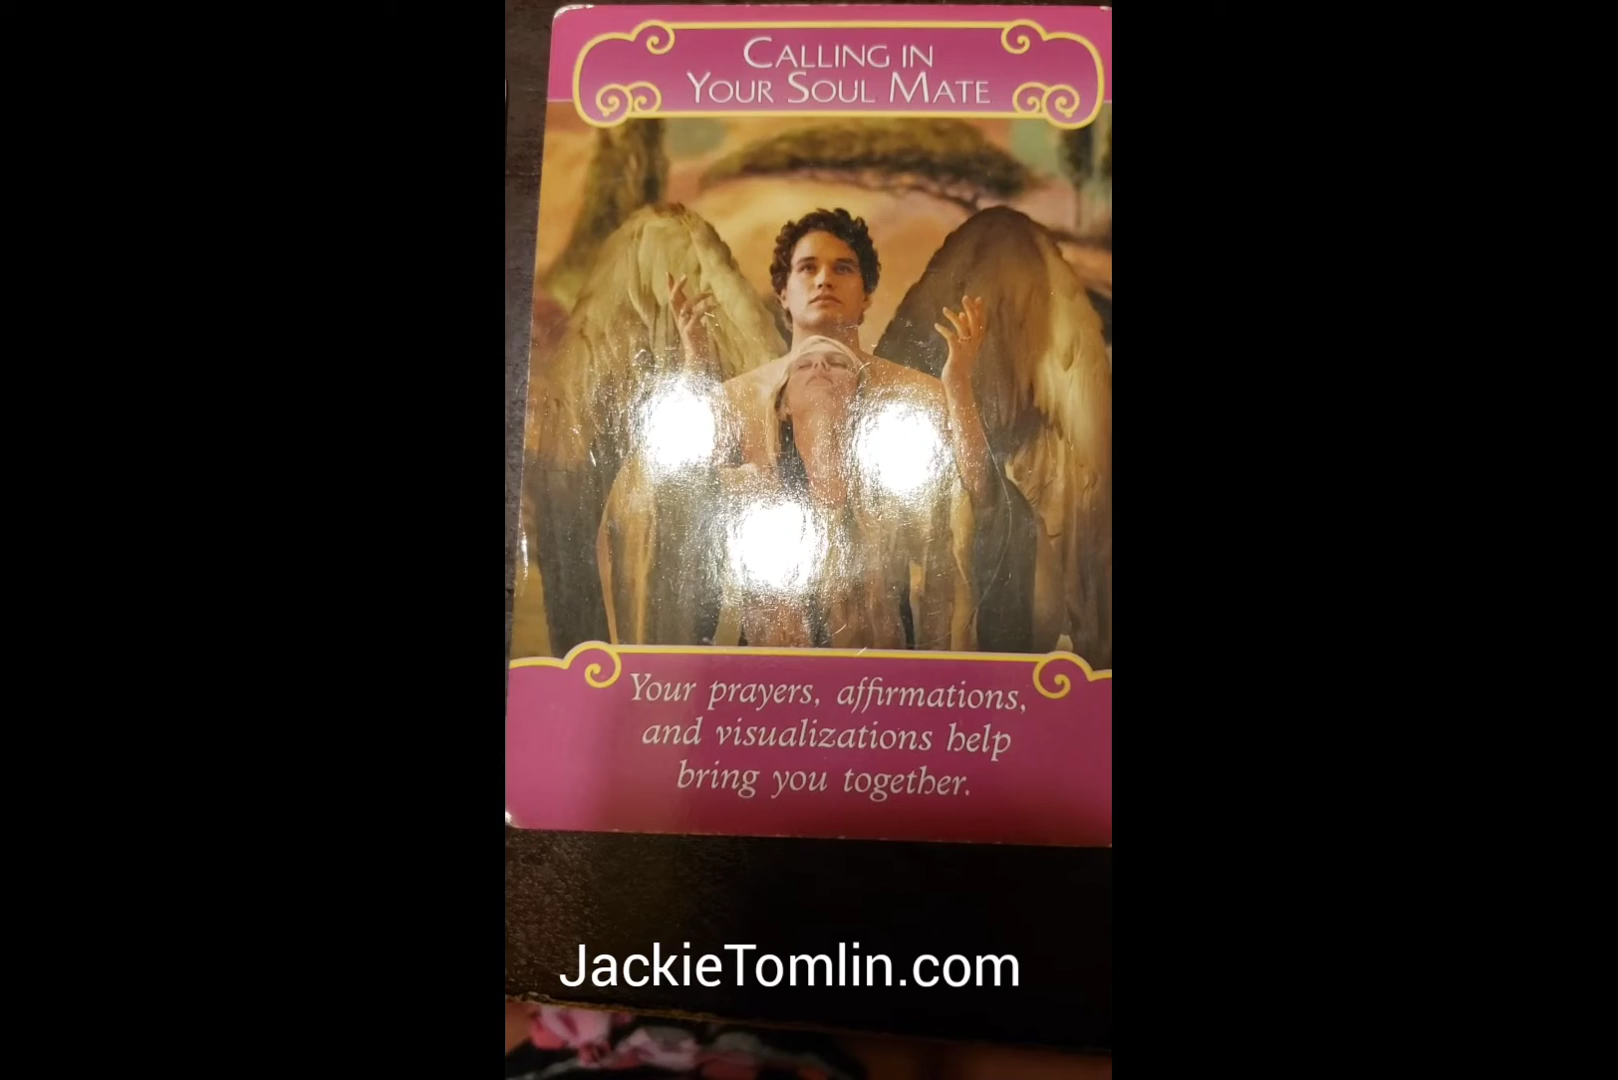 CALLING IN
YOUR SOUL MATE
Your prayers, affirmations,
and visualizations help
bring you together.
JackieTomlin.com